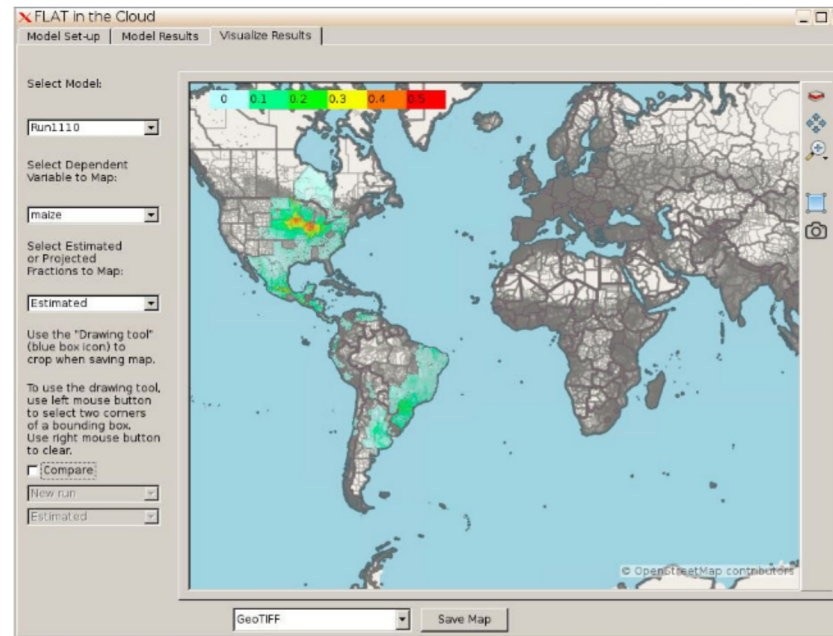 FLAT in the Cloud
Model Set-up
Model Results
Visualize Results
Select Model:
Run1110
Select Dependent
Variable to Map:
maize
Select Estimated
or Projected
Fractions to Map:
Estimated
Use the "Drawing tool"
(blue box icon) to
crop when saving map.
To use the drawing tool,
use left mouse button
to select two corners
of a bounding box.
Use right mouse button
to clear.
Compare
New run
Estimated
0 0.1 0.2 0.3 0.4 0.5
© OpenStreetMap contributors
GeoTIFF
Save Map